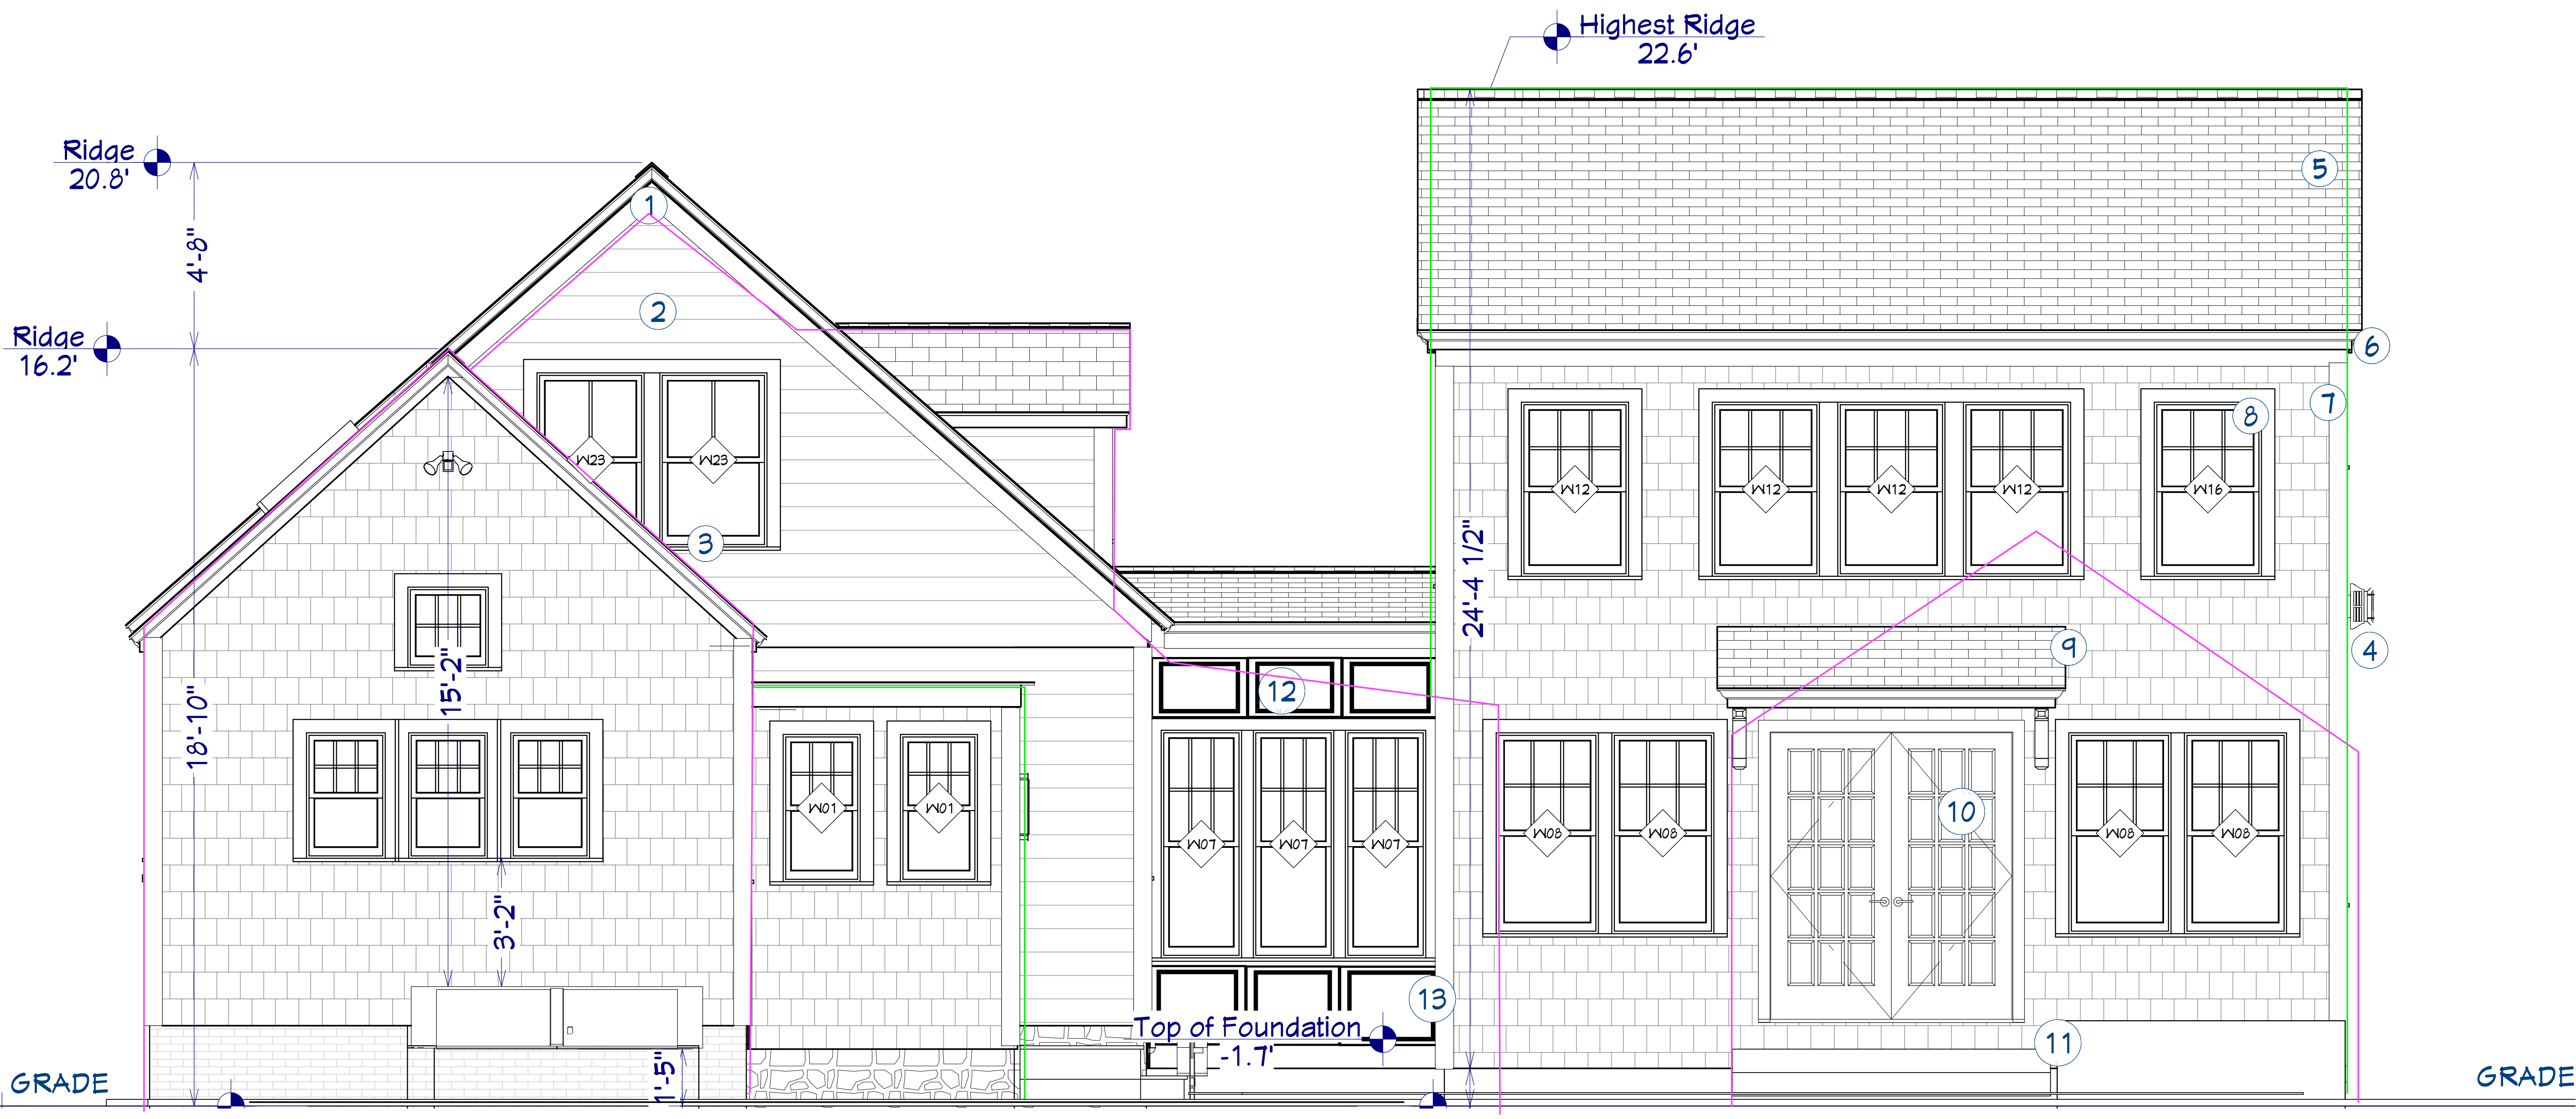 Highest Ridge
22.6'
Ridge
20.8'
4'-8"
Ridge
16.2'
1
2
3
5
6
7
8
W23 W23
W12 W12 W12 W12 W16
24'-4 1/2"
15'-2"
18'-10"
4
9
12
10
W01 W01
W07 W07 W07
W08 W08 W08 W08
3'-2"
13
Top of Foundation
-1.7'
11
1'-5"
GRADE
GRADE